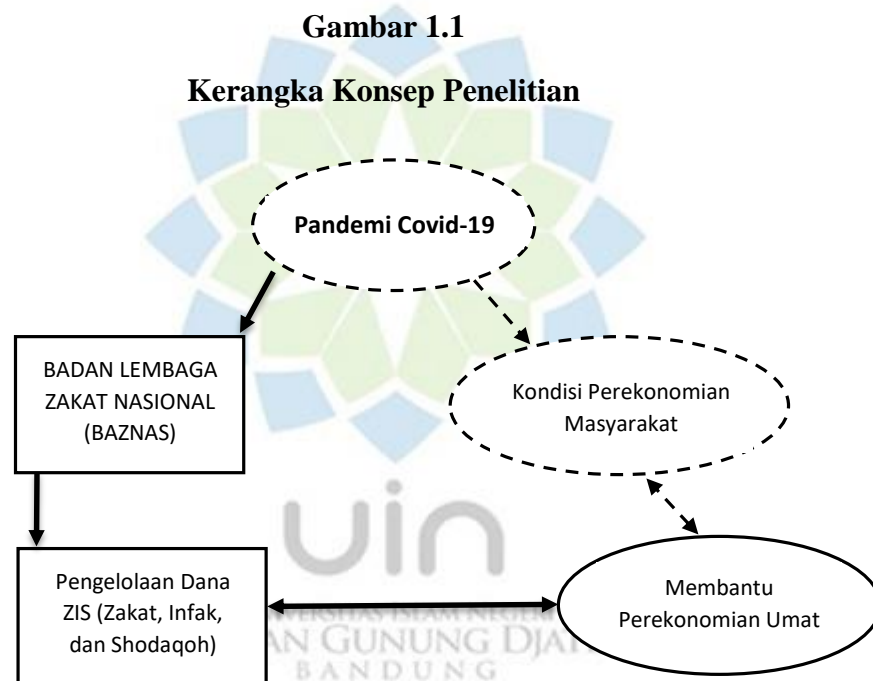 Gambar 1.1
Kerangka Konsep Penelitian
Pandemi Covid-19
BADAN LEMBAGA
ZAKAT NASIONAL
(BAZNAS)
Kondisi Perekonomian
Masyarakat
Pengelolaan Dana
ZIS (Zakat, Infak,
dan Shodaqoh)
Membantu
Perekonomian Umat
uin
GUNUNG
BANDUNG